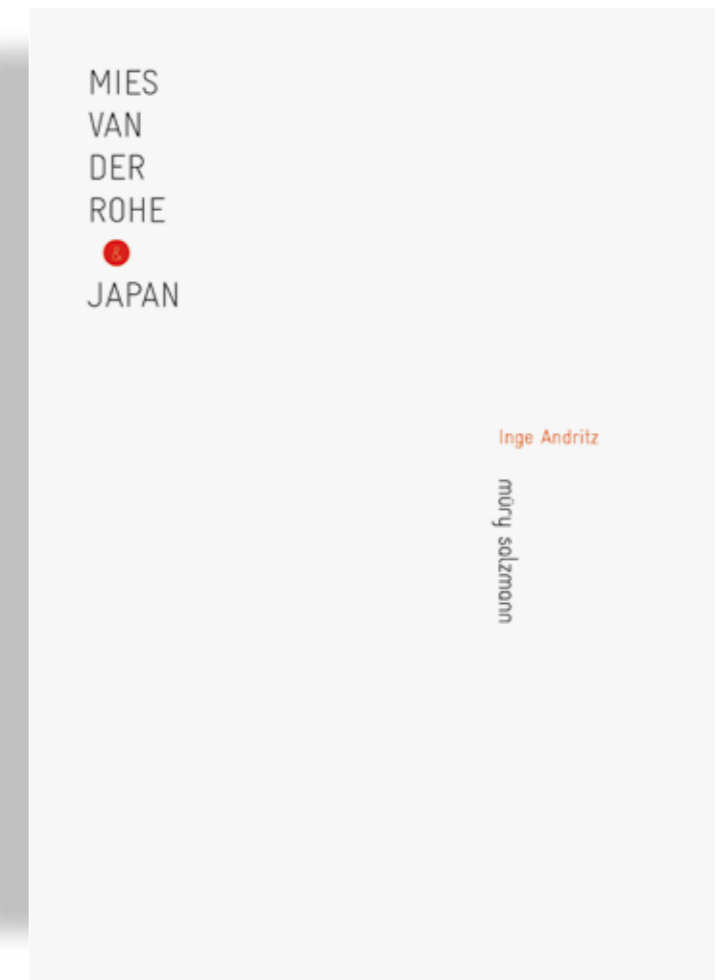 MIES
VAN
DER
ROHE
&
JAPAN
Inge Andritz
müry salzmann